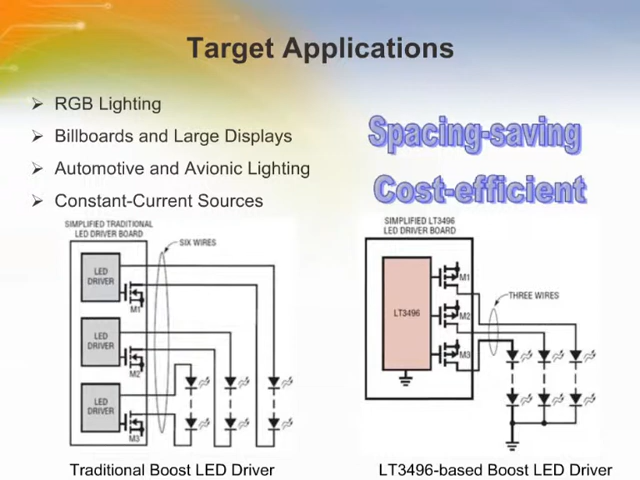 Target Applications
RGB Lighting
Billboards and Large Displays
Automotive and Avionic Lighting
Constant-Current Sources
Spacing-saving
Cost-efficient
SIMPLIFIED TRADITIONAL
LED DRIVER BOARD
SIX WIRES
LED
DRIVER
M1
LED
DRIVER
M2
LED
DRIVER
M3
Traditional Boost LED Driver
SIMPLIFIED LT3496
LED DRIVER BOARD
LT3496
M1
M2
M3
THREE WIRES
LT3496-based Boost LED Driver